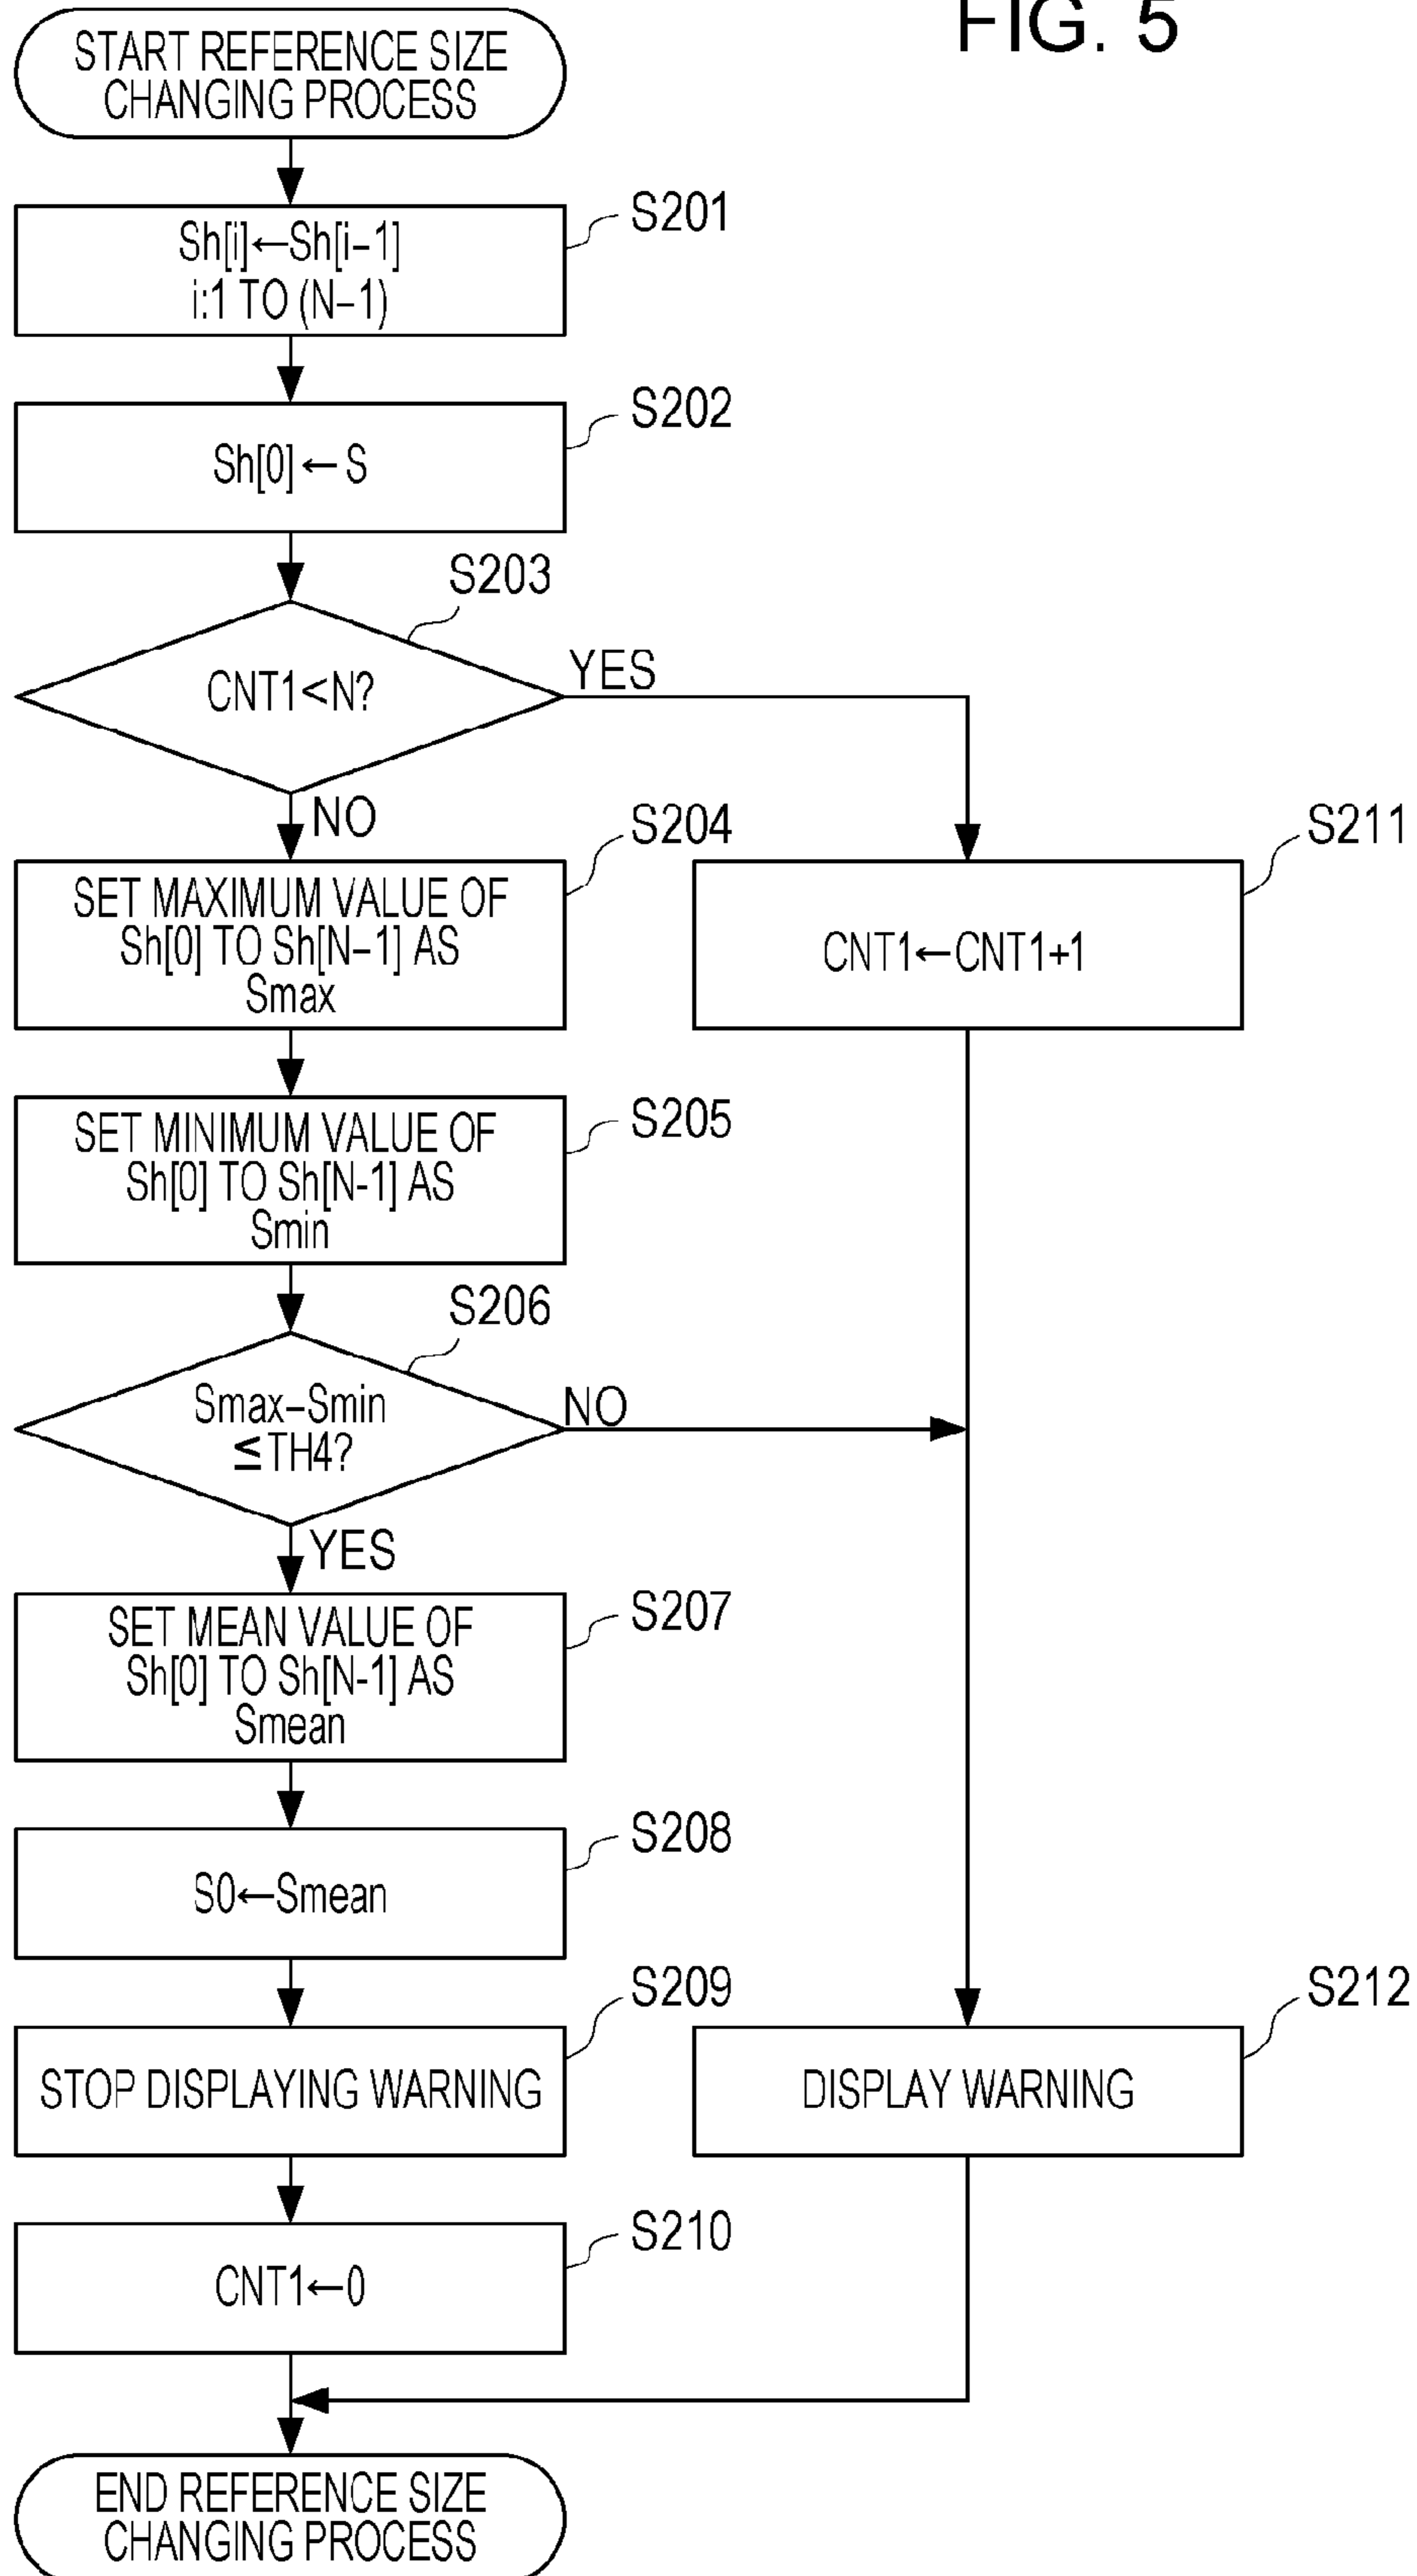 FIG. 5
START REFERENCE SIZE
CHANGING PROCESS
S201
Sh[i]←Sh[i−1]
i:1 TO (N−1)
S202
Sh[0]←S
S203
CNT1<N?
YES
NO
S204
SET MAXIMUM VALUE OF
Sh[0] TO Sh[N−1] AS
Smax
S211
CNT1←CNT1+1
S205
SET MINIMUM VALUE OF
Sh[0] TO Sh[N-1] AS
Smin
S206
Smax−Smin
≤TH4?
NO
YES
S207
SET MEAN VALUE OF
Sh[0] TO Sh[N-1] AS
Smean
S208
S0←Smean
S209
STOP DISPLAYING WARNING
S212
DISPLAY WARNING
S210
CNT1←0
END REFERENCE SIZE
CHANGING PROCESS